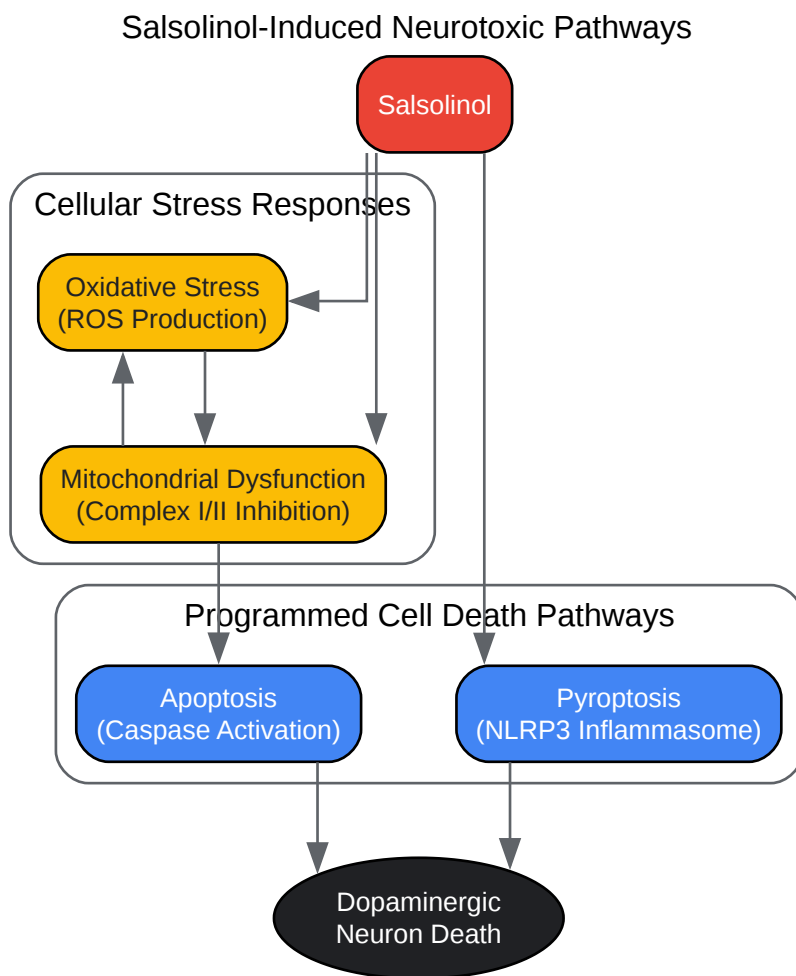 Salsolinol-Induced Neurotoxic Pathways
Salsolinol
Cellular Stress Responses
Oxidative Stress
(ROS Production)
Mitochondrial Dysfunction
(Complex I/II Inhibition)
Programmed Cell Death Pathways
Apoptosis
(Caspase Activation)
Pyroptosis
(NLRP3 Inflammasome)
Dopaminergic
Neuron Death